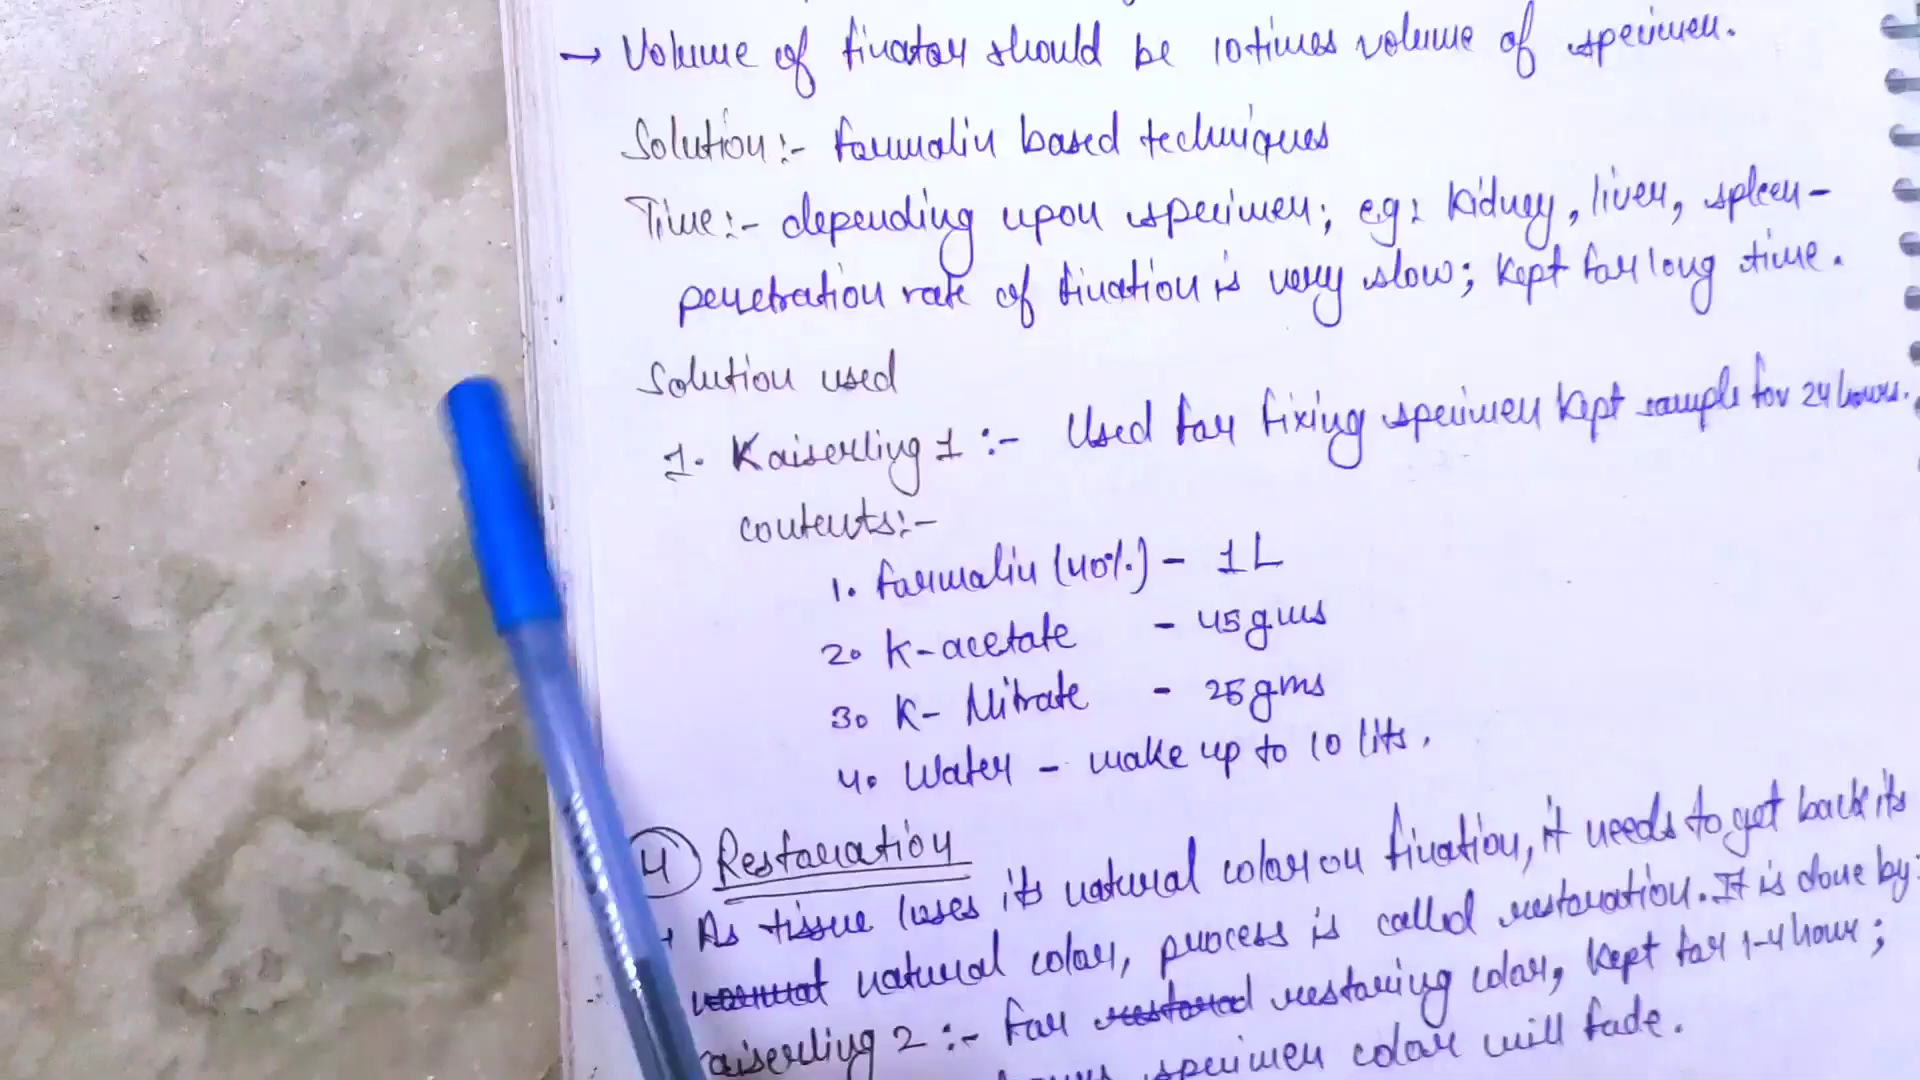 → Volume of fixator should be 10 times volume of specimen.
Solution:- formalin based techniques
Time:- depending upon specimen; eg: kidney, liver, spleen -
penetration rate of fixation is very slow; kept for long time.
Solution used
1. Kaiserling 1 :- Used for fixing specimen kept sample for 24 hours.
contents:-
1. formalin (40%) - 1 L
2. K-acetate - 45 gms
3. K- Nitrate - 25 gms
4. Water - make up to 10 lits.
4 Restoration
As tissue loses its natural color on fixation, it needs to get back its
natural color, process is called restoration. It is done by:
aiserling 2 :- for restoring color, kept for 1-4 hour;
specimen color will fade.